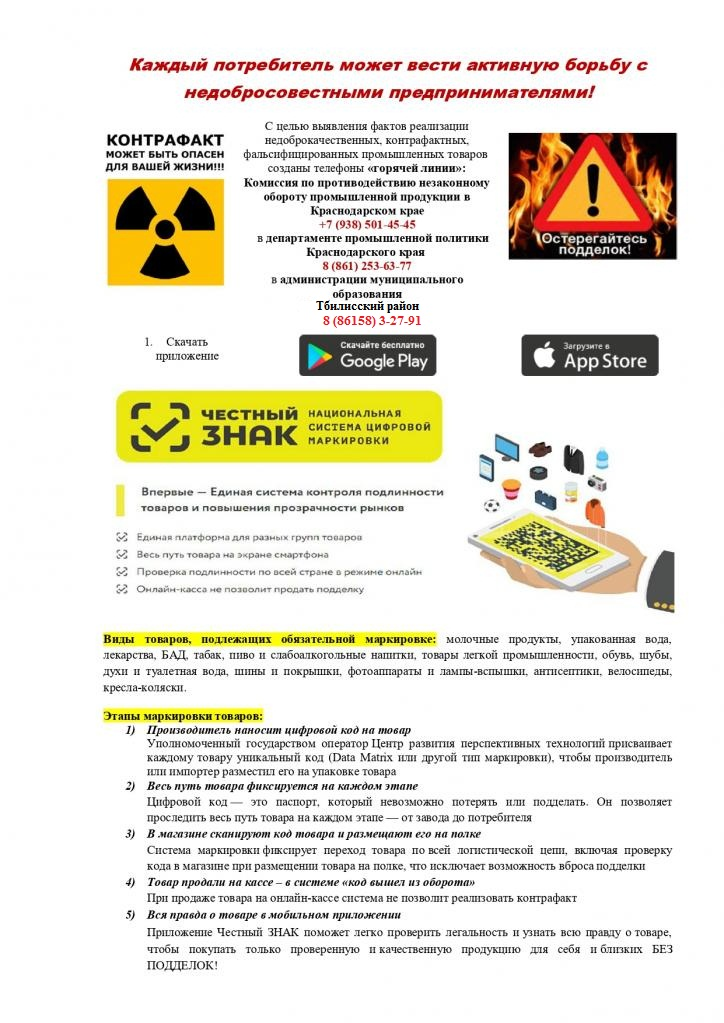 Каждый потребитель может вести активную борьбу с
недобросовестными предпринимателями!
КОНТРАФАКТ
МОЖЕТ БЫТЬ ОПАСЕН
ДЛЯ ВАШЕЙ ЖИЗНИ!!!
С целью выявления фактов реализации
недоброкачественных, контрафактных,
фальсифицированных промышленных товаров
созданы телефоны «горячей линии»:
Комиссия по противодействию незаконному
обороту промышленной продукции в
Краснодарском крае
+7 (938) 501-45-45
в департаменте промышленной политики
Краснодарского края
8 (861) 253-63-77
в администрации муниципального
образования
Тбилисский район
8 (86158) 3-27-91
Остерегайтесь
подделок!
1. Скачать
приложение
Скачайте бесплатно
Google Play
Загрузите в
App Store
ЧЕСТНЫЙ
ЗНАК
НАЦИОНАЛЬНАЯ
СИСТЕМА ЦИФРОВОЙ
МАРКИРОВКИ
Впервые — Единая система контроля подлинности
товаров и повышения прозрачности рынков
Единая платформа для разных групп товаров
Весь путь товара на экране смартфона
Проверка подлинности по всей стране в режиме онлайн
Онлайн-касса не позволит продать подделку
Виды товаров, подлежащих обязательной маркировке: молочные продукты, упакованная вода,
лекарства, БАД, табак, пиво и слабоалкогольные напитки, товары легкой промышленности, обувь, шубы,
духи и туалетная вода, шины и покрышки, фотоаппараты и лампы-вспышки, антисептики, велосипеды,
кресла-коляски.
Этапы маркировки товаров:
1) Производитель наносит цифровой код на товар
Уполномоченный государством оператор Центр развития перспективных технологий присваивает
каждому товару уникальный код (Data Matrix или другой тип маркировки), чтобы производитель
или импортер разместил его на упаковке товара
2) Весь путь товара фиксируется на каждом этапе
Цифровой код — это паспорт, который невозможно потерять или подделать. Он позволяет
проследить весь путь товара на каждом этапе — от завода до потребителя
3) В магазине сканируют код товара и размещают его на полке
Система маркировки фиксирует переход товара по всей логистической цепи, включая проверку
кода в магазине при размещении товара на полке, что исключает возможность вброса подделки
4) Товар продали на кассе – в системе «код вышел из оборота»
При продаже товара на онлайн-кассе система не позволит реализовать контрафакт
5) Вся правда о товаре в мобильном приложении
Приложение Честный ЗНАК поможет легко проверить легальность и узнать всю правду о товаре,
чтобы покупать только проверенную и качественную продукцию для себя и близких БЕЗ
ПОДДЕЛОК!